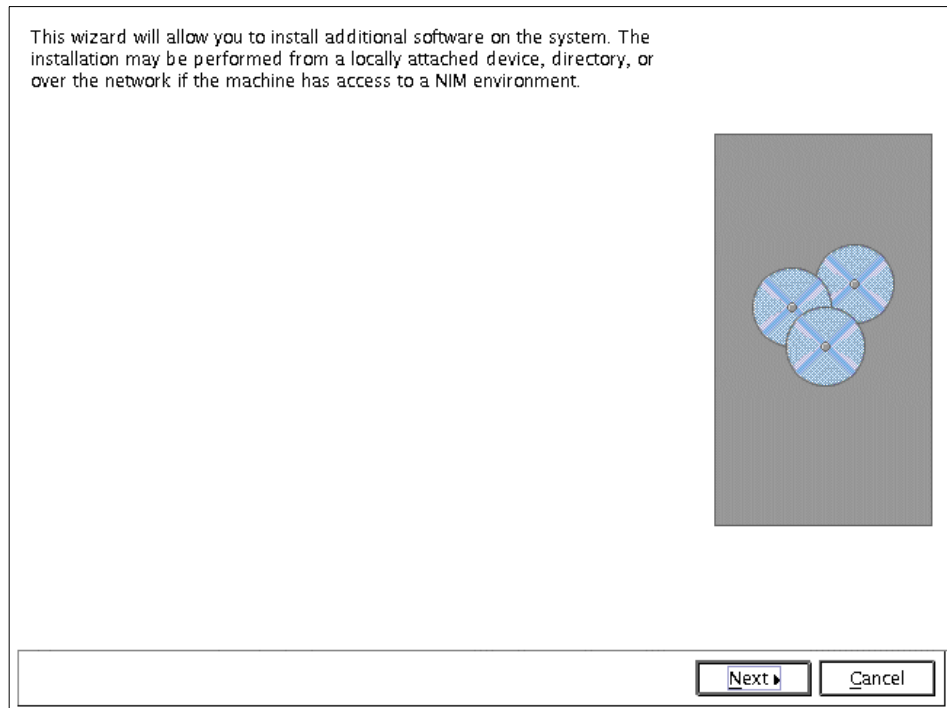 This wizard will allow you to install additional software on the system. The
installation may be performed from a locally attached device, directory, or
over the network if the machine has access to a NIM environment.
Next
Cancel